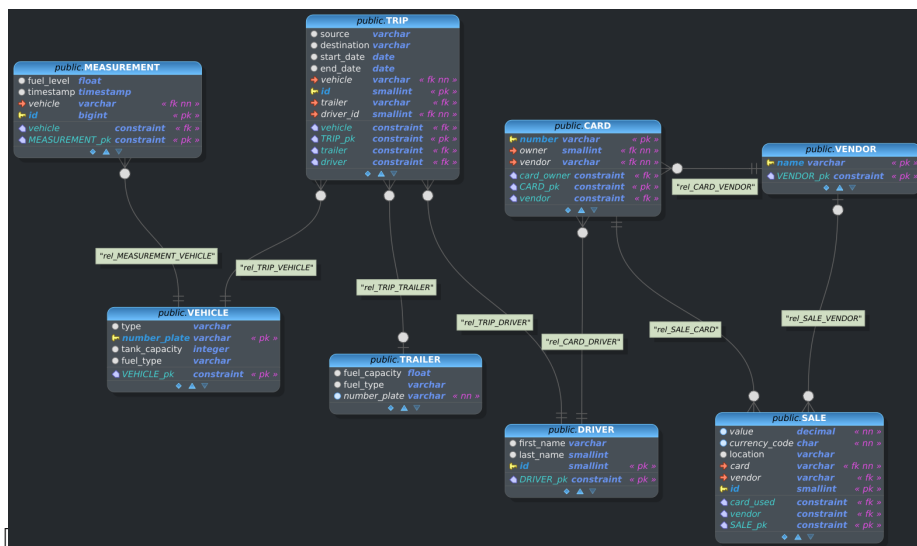 public.MEASUREMENT
fuel_level float
timestamp timestamp
vehicle varchar « fk nn »
id bigint « pk »
vehicle constraint « fk »
MEASUREMENT_pk constraint « pk »
public.TRIP
source varchar
destination varchar
start_date date
end_date date
vehicle varchar « fk nn »
id smallint « pk »
trailer varchar « fk »
driver_id smallint « fk nn »
vehicle constraint « fk »
TRIP_pk constraint « pk »
trailer constraint « fk »
driver constraint « fk »
public.CARD
number varchar « pk »
owner smallint « fk nn »
vendor varchar « fk nn »
card_owner constraint « fk »
CARD_pk constraint « pk »
vendor constraint « fk »
public.VENDOR
name varchar « pk »
VENDOR_pk constraint « pk »
"rel_CARD_VENDOR"
"rel_MEASUREMENT_VEHICLE"
"rel_TRIP_VEHICLE"
"rel_TRIP_TRAILER"
"rel_TRIP_DRIVER"
"rel_CARD_DRIVER"
"rel_SALE_CARD"
"rel_SALE_VENDOR"
public.VEHICLE
type varchar
number_plate varchar « pk »
tank_capacity integer
fuel_type varchar
VEHICLE_pk constraint « pk »
public.TRAILER
fuel_capacity float
fuel_type varchar
number_plate varchar « nn »
public.DRIVER
first_name varchar
last_name smallint
id smallint « pk »
DRIVER_pk constraint « pk »
public.SALE
value decimal « nn »
currency_code char « nn »
location varchar
card varchar « fk nn »
vendor varchar « fk »
id smallint « pk »
card_used constraint « fk »
vendor constraint « fk »
SALE_pk constraint « pk »